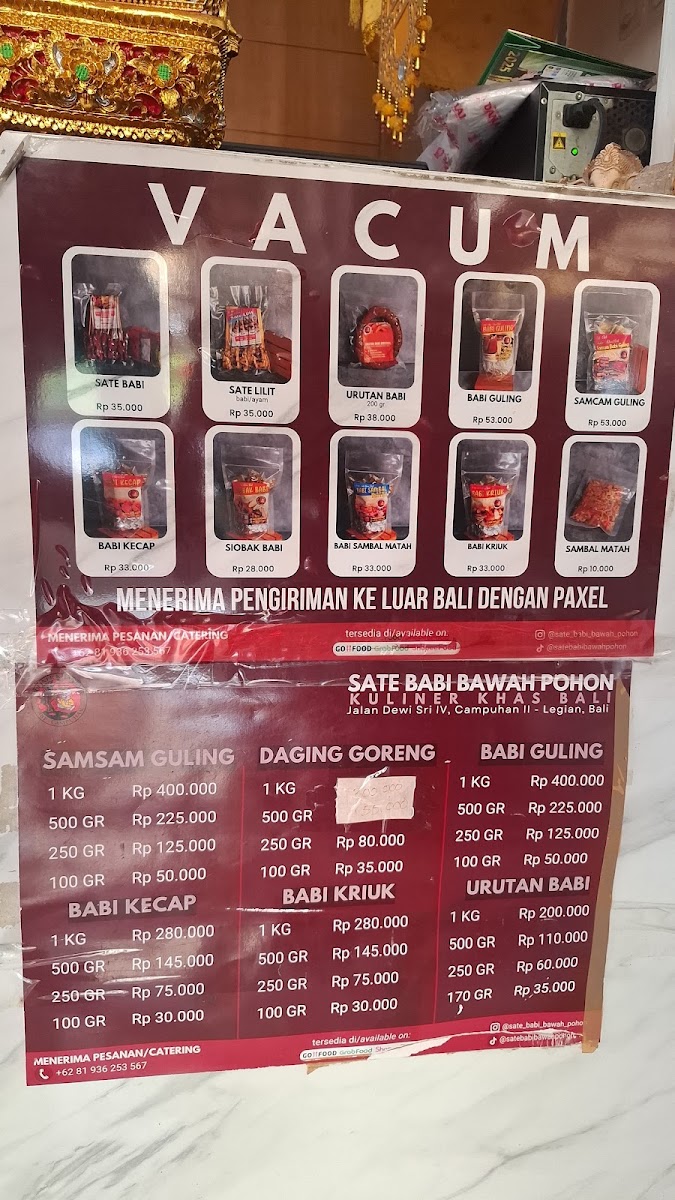 VACUM
SATE BABI
Rp 35.000
SATE LILIT
babi/ayam
Rp 35.000
URUTAN BABI
200 gr
Rp 38.000
BABI GULING
Rp 53.000
SAMCAM GULING
Rp 53.000
BABI KECAP
Rp 33.000
SIOBAK BABI
Rp 28.000
BABI SAMBAL MATAH
Rp 33.000
BABI KRIUK
Rp 33.000
SAMBAL MATAH
Rp 10.000
MENERIMA PENGIRIMAN KE LUAR BALI DENGAN PAXEL
MENERIMA PESANAN/CATERING
+62 81 936 253 567
tersedia di/available on:
GOFOOD GrabFood
@sate_babi_bawah_pohon
@satebabibawahpohon
SATE BABI BAWAH POHON
KULINER KHAS BALI
Jalan Dewi Sri IV, Campuhan II - Legian, Bali
SAMSAM GULING
1 KG Rp 400.000
500 GR Rp 225.000
250 GR Rp 125.000
100 GR Rp 50.000
DAGING GORENG
1 KG
500 GR
250 GR Rp 80.000
100 GR Rp 35.000
BABI GULING
1 KG Rp 400.000
500 GR Rp 225.000
250 GR Rp 125.000
100 GR Rp 50.000
BABI KECAP
1 KG Rp 280.000
500 GR Rp 145.000
250 GR Rp 75.000
100 GR Rp 30.000
BABI KRIUK
1 KG Rp 280.000
500 GR Rp 145.000
250 GR Rp 75.000
100 GR Rp 30.000
URUTAN BABI
1 KG Rp 200.000
500 GR Rp 110.000
250 GR Rp 60.000
170 GR Rp 35.000
MENERIMA PESANAN/CATERING
+62 81 936 253 567
tersedia di/available on:
GOFOOD GrabFood
@sate_babi_bawah_poho
@satebabibawahpohon